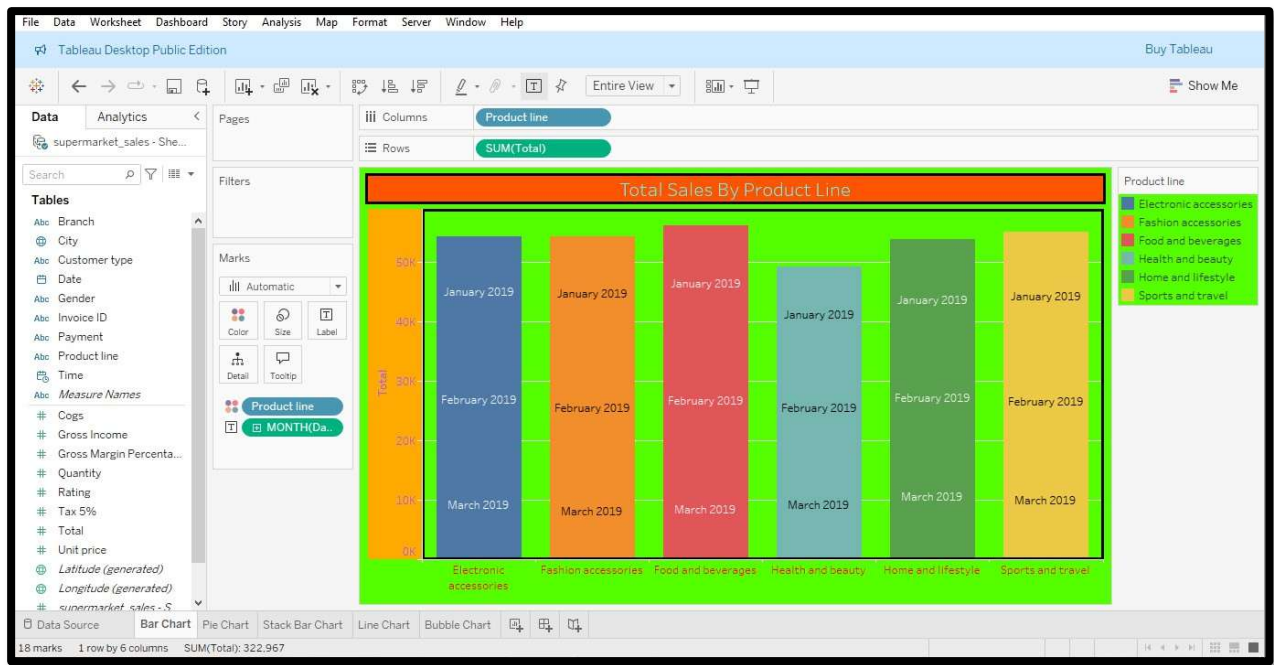 File Data Worksheet Dashboard Story Analysis Map Format Server Window Help
Tableau Desktop Public Edition
Buy Tableau
Entire View
Show Me
Data Analytics
supermarket_sales - She...
Search
Tables
Abc Branch
City
Abc Customer type
Date
Abc Gender
Abc Invoice ID
Abc Payment
Abc Product line
Time
Abc Measure Names
# Cogs
# Gross Income
# Gross Margin Percenta...
# Quantity
# Rating
# Tax 5%
# Total
# Unit price
Latitude (generated)
Longitude (generated)
# supermarket_sales - S
Pages
Filters
Marks
Automatic
Color Size Label
Detail Tooltip
Product line
MONTH(Da..
Columns Product line
Rows SUM(Total)
Total Sales By Product Line
Total
50K
40K
30K
20K
10K
0K
January 2019 January 2019 January 2019 January 2019 January 2019 January 2019
February 2019 February 2019 February 2019 February 2019 February 2019 February 2019
March 2019 March 2019 March 2019 March 2019 March 2019 March 2019
Electronic Fashion accessories Food and beverages Health and beauty Home and lifestyle Sports and travel
accessories
Product line
Electronic accessories
Fashion accessories
Food and beverages
Health and beauty
Home and lifestyle
Sports and travel
Data Source Bar Chart Pie Chart Stack Bar Chart Line Chart Bubble Chart
18 marks 1 row by 6 columns SUM(Total): 322,967